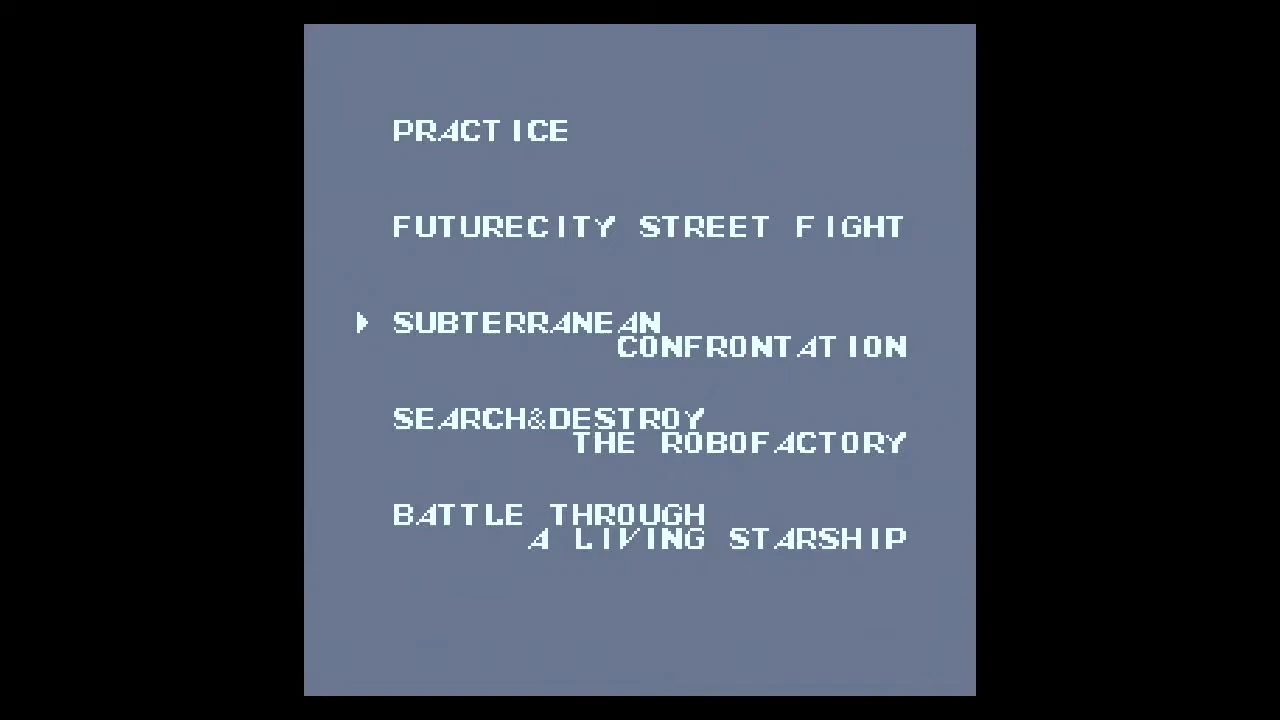 PRACTICE
FUTURECITY STREET FIGHT
SUBTERRANEAN
CONFRONTATION
SEARCH&DESTROY
THE ROBOFACTORY
BATTLE THROUGH
A LIVING STARSHIP